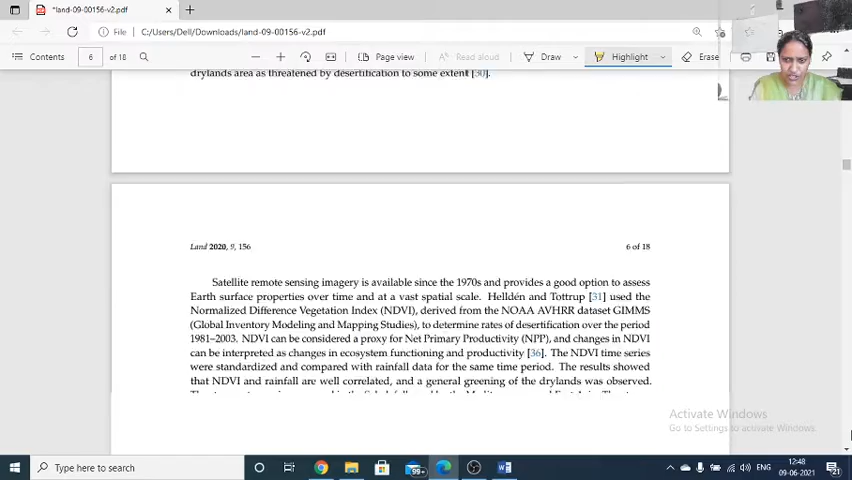 *land-09-00156-v2.pdf
File C:/Users/Dell/Downloads/land-09-00156-v2.pdf
Contents 6 of 18 Page view Read aloud Draw Highlight Erase
drylands area as threatened by desertification to some extent [30].
Land 2020, 9, 156 6 of 18
Satellite remote sensing imagery is available since the 1970s and provides a good option to assess
Earth surface properties over time and at a vast spatial scale. Helldén and Tottrup [31] used the
Normalized Difference Vegetation Index (NDVI), derived from the NOAA AVHRR dataset GIMMS
(Global Inventory Modeling and Mapping Studies), to determine rates of desertification over the period
1981–2003. NDVI can be considered a proxy for Net Primary Productivity (NPP), and changes in NDVI
can be interpreted as changes in ecosystem functioning and productivity [36]. The NDVI time series
were standardized and compared with rainfall data for the same time period. The results showed
that NDVI and rainfall are well correlated, and a general greening of the drylands was observed.
Activate Windows
Go to Settings to activate Windows.
Type here to search
99+
ENG
12:48
09-06-2021
21